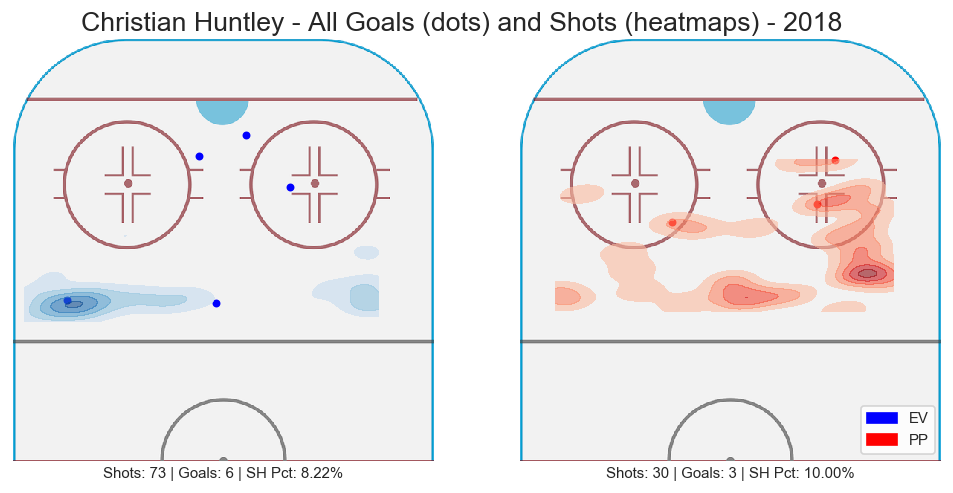 Christian Huntley - All Goals (dots) and Shots (heatmaps) - 2018
EV
PP
Shots: 73 | Goals: 6 | SH Pct: 8.22%
Shots: 30 | Goals: 3 | SH Pct: 10.00%